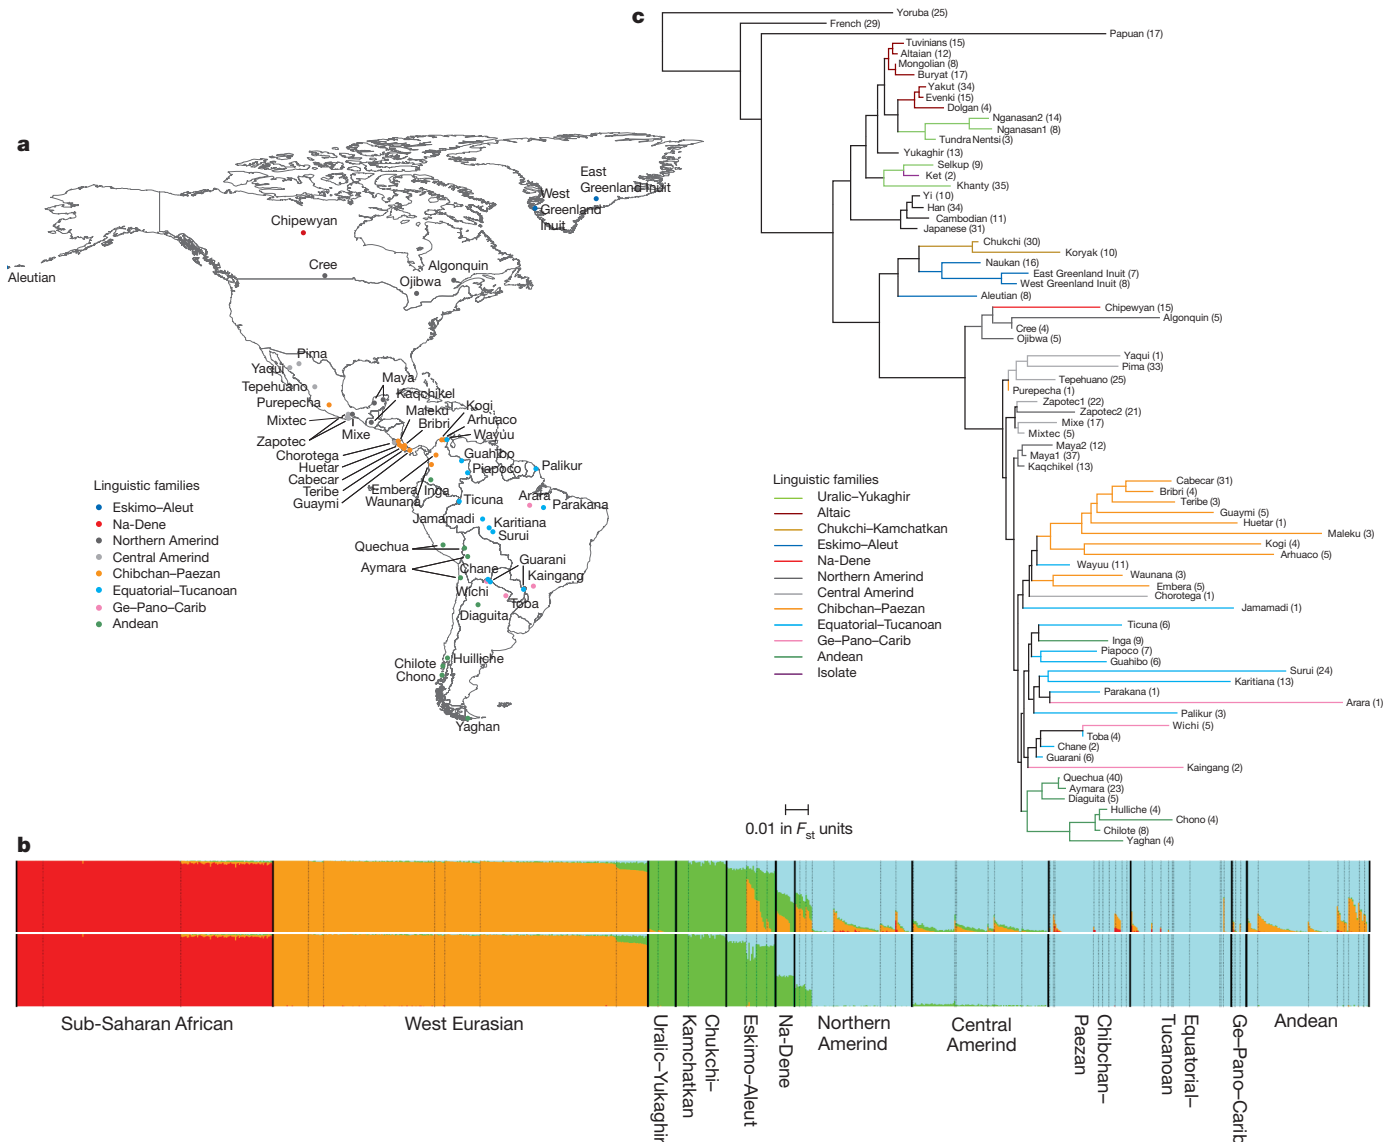 a
East
Greenland Inuit
West
Greenland
Inuit
Chipewyan
Aleutian
Cree
Algonquin
Ojibwa
Pima
Yaqui
Tepehuano
Purepecha
Mixtec
Zapotec
Mixe
Maya
Kaqchikel
Maleku
Bribri
Kogi
Arhuaco
Wayuu
Chorotega
Huetar
Cabecar
Teribe
Guaymi
Guahibo
Piapoco
Palikur
Embera
Inga
Waunana
Ticuna
Arara
Parakana
Jamamadi
Karitiana
Surui
Quechua
Aymara
Chane
Guarani
Kaingang
Wichi
Toba
Diaguita
Chilote
Huilliche
Chono
Yaghan
Linguistic families
Eskimo–Aleut
Na-Dene
Northern Amerind
Central Amerind
Chibchan–Paezan
Equatorial–Tucanoan
Ge–Pano–Carib
Andean
c
Yoruba (25)
French (29)
Papuan (17)
Tuvinians (15)
Altaian (12)
Mongolian (8)
Buryat (17)
Yakut (34)
Evenki (15)
Dolgan (4)
Nganasan2 (14)
Nganasan1 (8)
TundraNentsi(3)
Yukaghir (13)
Selkup (9)
Ket (2)
Khanty (35)
Yi (10)
Han (34)
Cambodian (11)
Japanese (31)
Chukchi (30)
Koryak (10)
Naukan (16)
East Greenland Inuit (7)
West Greenland Inuit (8)
Aleutian (8)
Chipewyan (15)
Algonquin (5)
Cree (4)
Ojibwa (5)
Yaqui (1)
Pima (33)
Tepehuano (25)
Purepecha (1)
Zapotec1 (22)
Zapotec2 (21)
Mixe (17)
Mixtec (5)
Maya2 (12)
Maya1 (37)
Kaqchikel (13)
Cabecar (31)
Bribri (4)
Teribe (3)
Guaymi (5)
Huetar (1)
Maleku (3)
Kogi (4)
Arhuaco (5)
Wayuu (11)
Waunana (3)
Embera (5)
Chorotega (1)
Jamamadi (1)
Ticuna (6)
Inga (9)
Piapoco (7)
Guahibo (6)
Surui (24)
Karitiana (13)
Parakana (1)
Arara (1)
Palikur (3)
Wichi (5)
Toba (4)
Chane (2)
Guarani (6)
Kaingang (2)
Quechua (40)
Aymara (23)
Diaguita (5)
Hulliche (4)
Chono (4)
Chilote (8)
Yaghan (4)
Linguistic families
Uralic–Yukaghir
Altaic
Chukchi–Kamchatkan
Eskimo–Aleut
Na-Dene
Northern Amerind
Central Amerind
Chibchan–Paezan
Equatorial–Tucanoan
Ge-Pano–Carib
Andean
Isolate
0.01 in Fst units
b
Sub-Saharan African
West Eurasian
Uralic–Yukaghir
Chukchi–
Kamchatkan
Eskimo–Aleut
Na-Dene
Northern
Amerind
Central
Amerind
Chibchan–
Paezan
Equatorial–
Tucanoan
Ge–Pano–Carib
Andean